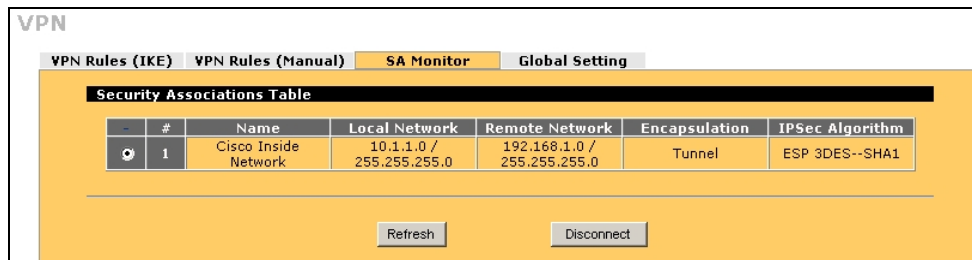 VPN
VPN Rules (IKE) VPN Rules (Manual) SA Monitor Global Setting
Security Associations Table
- # Name Local Network Remote Network Encapsulation IPSec Algorithm
1 Cisco Inside Network 10.1.1.0 / 255.255.255.0 192.168.1.0 / 255.255.255.0 Tunnel ESP 3DES--SHA1
Refresh Disconnect